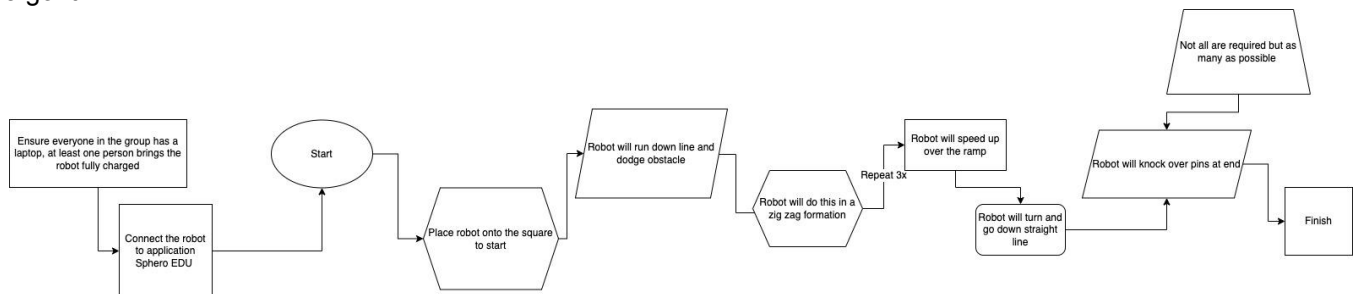 Ensure everyone in the group has a
laptop, at least one person brings the
robot fully charged
Connect the robot
to application
Sphero EDU
Start
Place robot onto the square
to start
Robot will run down line and
dodge obstacle
Robot will do this in a
zig zag formation
Repeat 3x
Robot will speed up
over the ramp
Robot will turn and
go down straight
line
Not all are required but as
many as possible
Robot will knock over pins at end
Finish